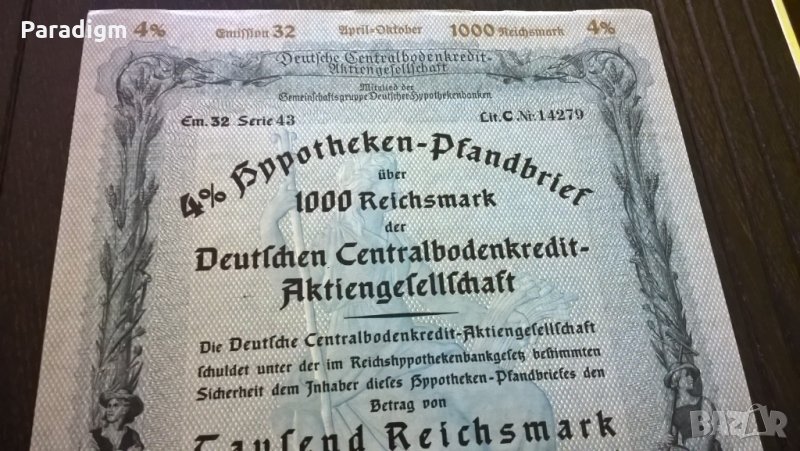 Paradigm
4% Emiſſion 32 April-Oktober 1000 Reichsmark 4%
Deutſche Centralbodenkredit-
Aktiengeſellſchaft
Mitglied der
Gemeinſchaftsgruppe Deutſcher Hypothekenbanken
Em. 32 Serie 43 Lit. C. Nr. 14279
4% Hypotheken-Pfandbrief
über
1000 Reichsmark
der
Deutſchen Centralbodenkredit-
Aktiengeſellſchaft
Die Deutſche Centralbodenkredit-Aktiengeſellſchaft
ſchuldet unter der im Reichshypothekenbankgeſetz beſtimmten
Sicherheit dem Inhaber dieſes Hypotheken-Pfandbriefes den
Betrag von
Tauſend Reichsmark
BAZAR